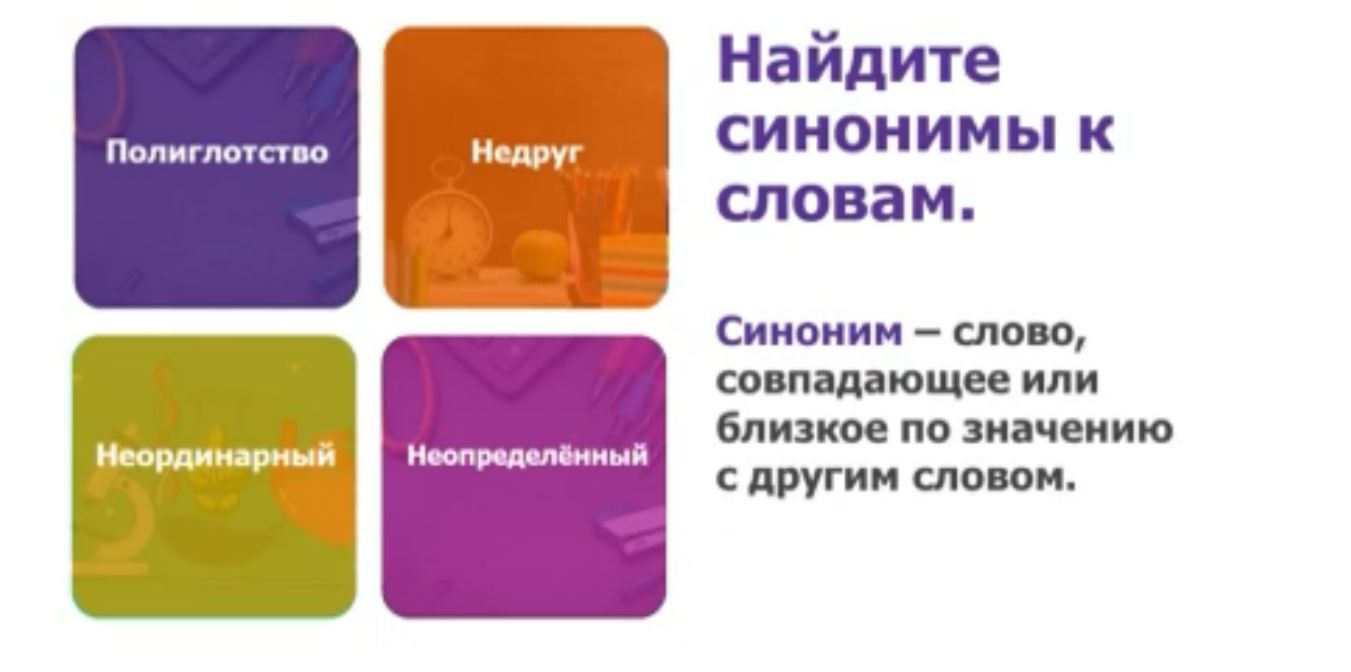 Полиглотство
Недруг
Неординарный
Неопределённый
Найдите
синонимы к
словам.
Синоним – слово,
совпадающее или
близкое по значению
с другим словом.